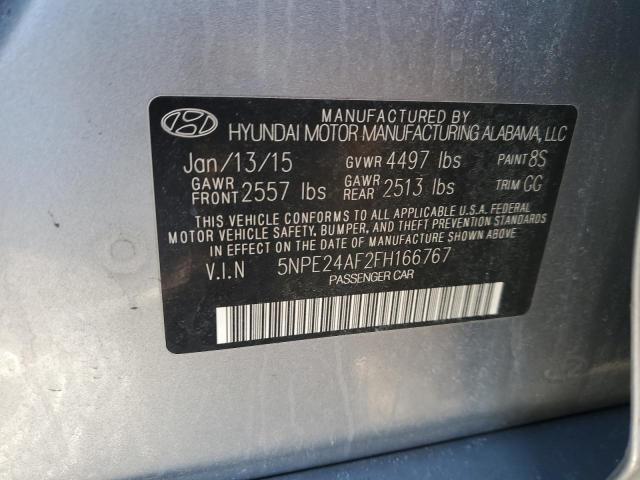 MANUFACTURED BY
HYUNDAI MOTOR MANUFACTURING ALABAMA, LLC
Jan/13/15 GVWR 4497 lbs PAINT 8S
GAWR FRONT 2557 lbs GAWR REAR 2513 lbs TRIM GG
THIS VEHICLE CONFORMS TO ALL APPLICABLE U.S.A. FEDERAL
MOTOR VEHICLE SAFETY, BUMPER, AND THEFT PREVENTION STANDARDS
IN EFFECT ON THE DATE OF MANUFACTURE SHOWN ABOVE.
V.I.N 5NPE24AF2FH166767
PASSENGER CAR